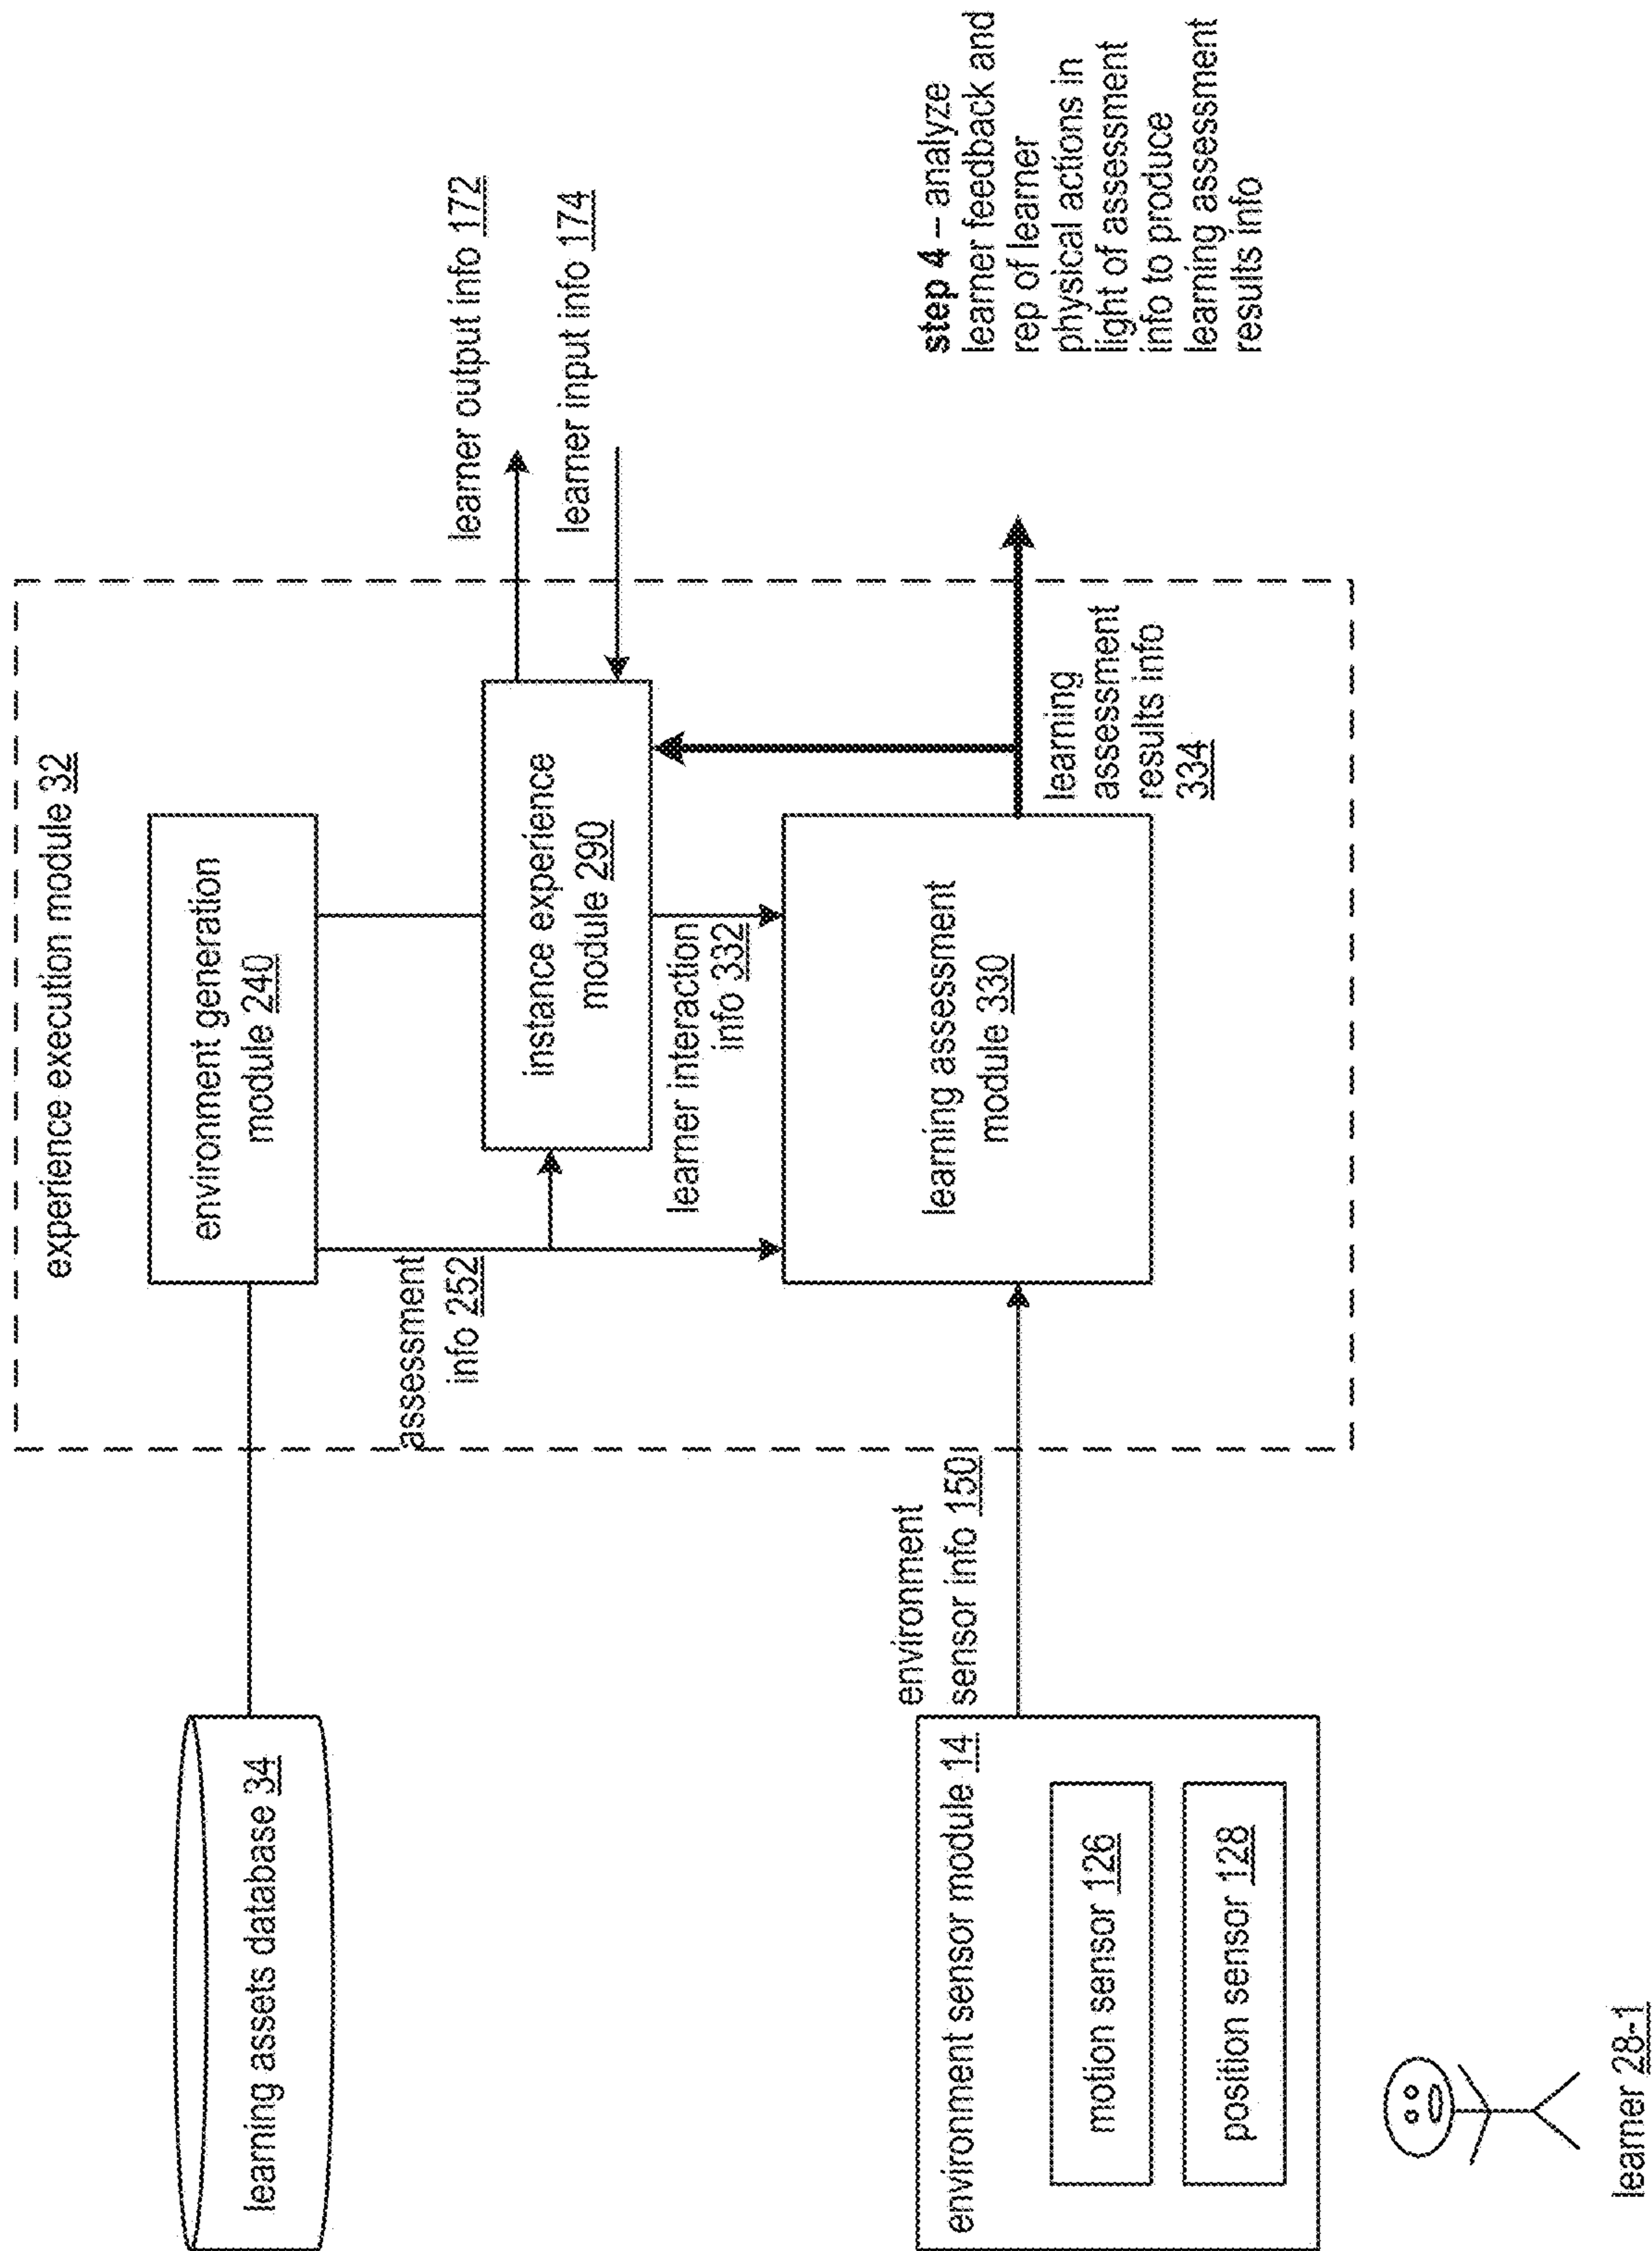 experience execution module 32
learning assets database 34
environment generation
module 240
assessment
info 252
instance experience
module 290
learner output info 172
learner input info 174
learner interaction
info 332
environment
sensor info 150
learning assessment
module 330
learning
assessment
results info
334
step 4 – analyze
learner feedback and
rep of learner
physical actions in
light of assessment
info to produce
learning assessment
results info
environment sensor module 14
motion sensor 126
position sensor 128
learner 28-1